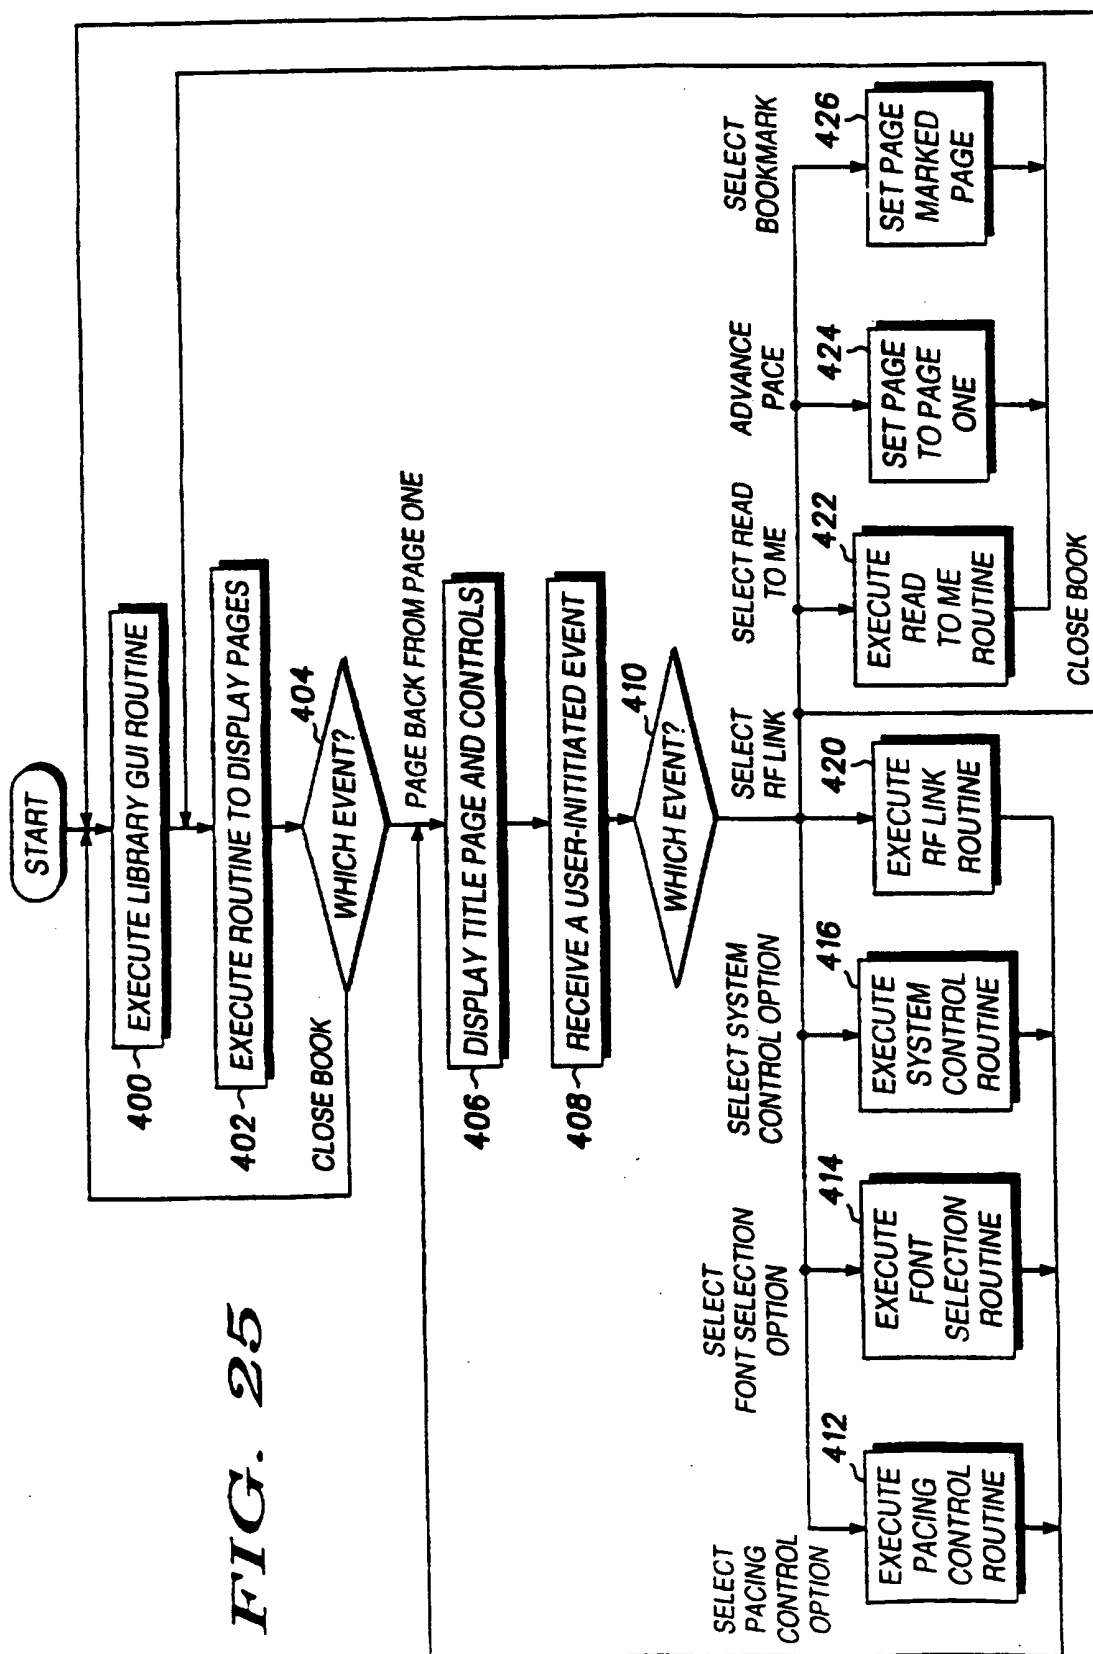 FIG. 25
START
EXECUTE LIBRARY GUI ROUTINE
400
EXECUTE ROUTINE TO DISPLAY PAGES
402
WHICH EVENT?
404
CLOSE BOOK
PAGE BACK FROM PAGE ONE
DISPLAY TITLE PAGE AND CONTROLS
406
RECEIVE A USER-INITITIATED EVENT
408
WHICH EVENT?
410
SELECT
PACING
CONTROL
OPTION
412
EXECUTE
PACING
CONTROL
ROUTINE
SELECT
FONT SELECTION
OPTION
414
EXECUTE
FONT
SELECTION
ROUTINE
SELECT SYSTEM
CONTROL OPTION
416
EXECUTE
SYSTEM
CONTROL
ROUTINE
SELECT
RF LINK
420
EXECUTE
RF LINK
ROUTINE
SELECT READ
TO ME
422
EXECUTE
READ
TO ME
ROUTINE
ADVANCE
PACE
424
SET PAGE
TO PAGE
ONE
SELECT
BOOKMARK
426
SET PAGE
MARKED
PAGE
CLOSE BOOK